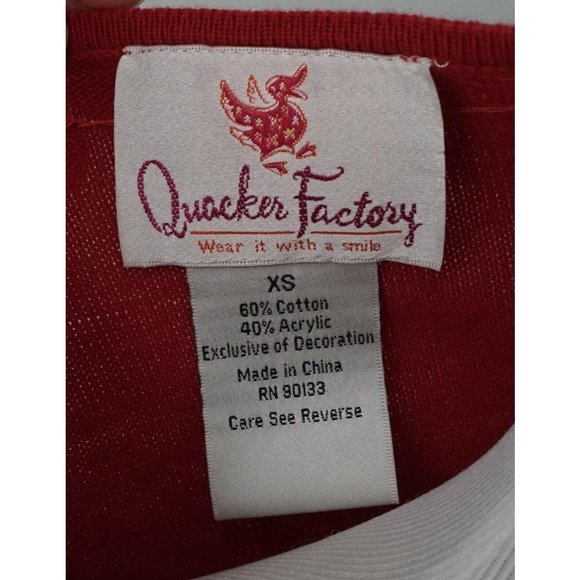 Quacker Factory
Wear it with a smile
XS
60% Cotton
40% Acrylic
Exclusive of Decoration
Made in China
RN 90133
Care See Reverse